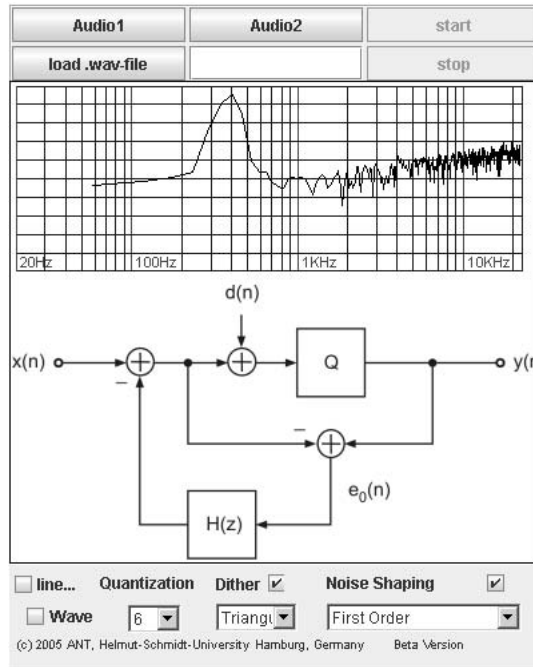 Audio1 Audio2 start
load .wav-file stop
20Hz 100Hz 1KHz 10KHz
d(n)
x(n) Q y(n
−
−
e0(n)
H(z)
line... Quantization Dither Noise Shaping
Wave 6 Triangu First Order
(c) 2005 ANT, Helmut-Schmidt-University Hamburg, Germany Beta Version